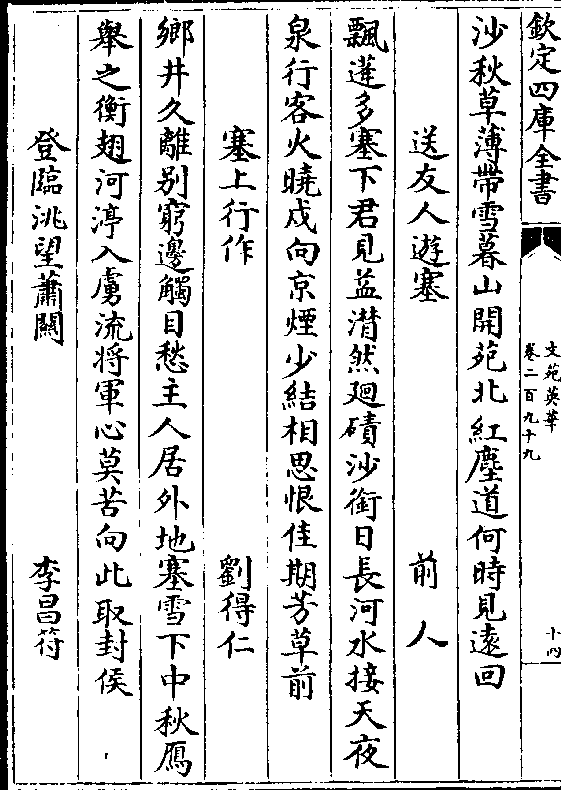 欽定四庫全書
文苑英華
卷二百九十九
十四
沙秋草薄帶雪暮山開苑北紅塵道何時見遠回
送友人遊塞
前人
飄蓬多塞下君見益潸然廻磧沙銜日長河水接天夜
泉行客火曉戍向京煙少結相思恨佳期芳草前
塞上行作
劉得仁
鄉井久離别窮邊觸目愁主人居外地塞雪下中秋鴈
舉之衡翅河渟入虜流将軍心莫苦向此取封侯
登臨洮望蕭關
李昌符